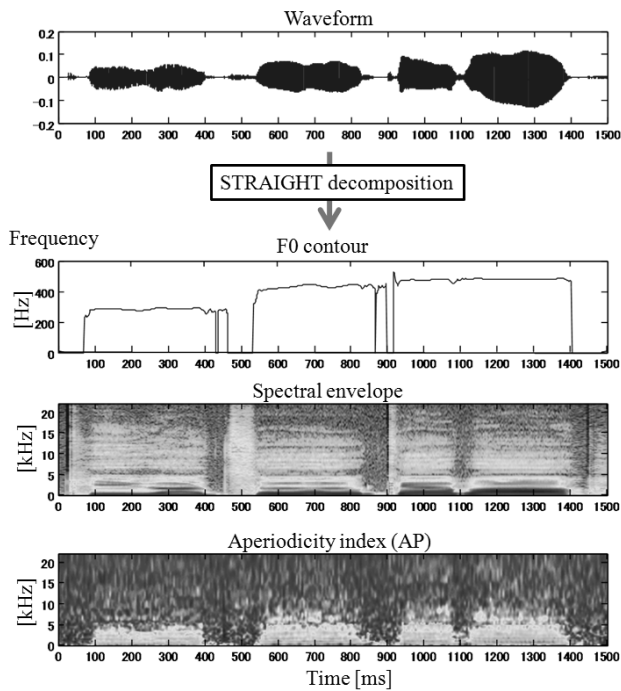 Waveform
0.2
0.1
0
−0.1
−0.2
0 100 200 300 400 500 600 700 800 900 1000 1100 1200 1300 1400 1500
STRAIGHT decomposition
Frequency
F0 contour
[Hz]
600
400
200
0
0 100 200 300 400 500 600 700 800 900 1000 1100 1200 1300 1400 1500
Spectral envelope
[kHz]
20
15
10
5
0
0 100 200 300 400 500 600 700 800 900 1000 1100 1200 1300 1400 1500
Aperiodicity index (AP)
[kHz]
20
15
10
5
0
0 100 200 300 400 500 600 700 800 900 1000 1100 1200 1300 1400 1500
Time [ms]